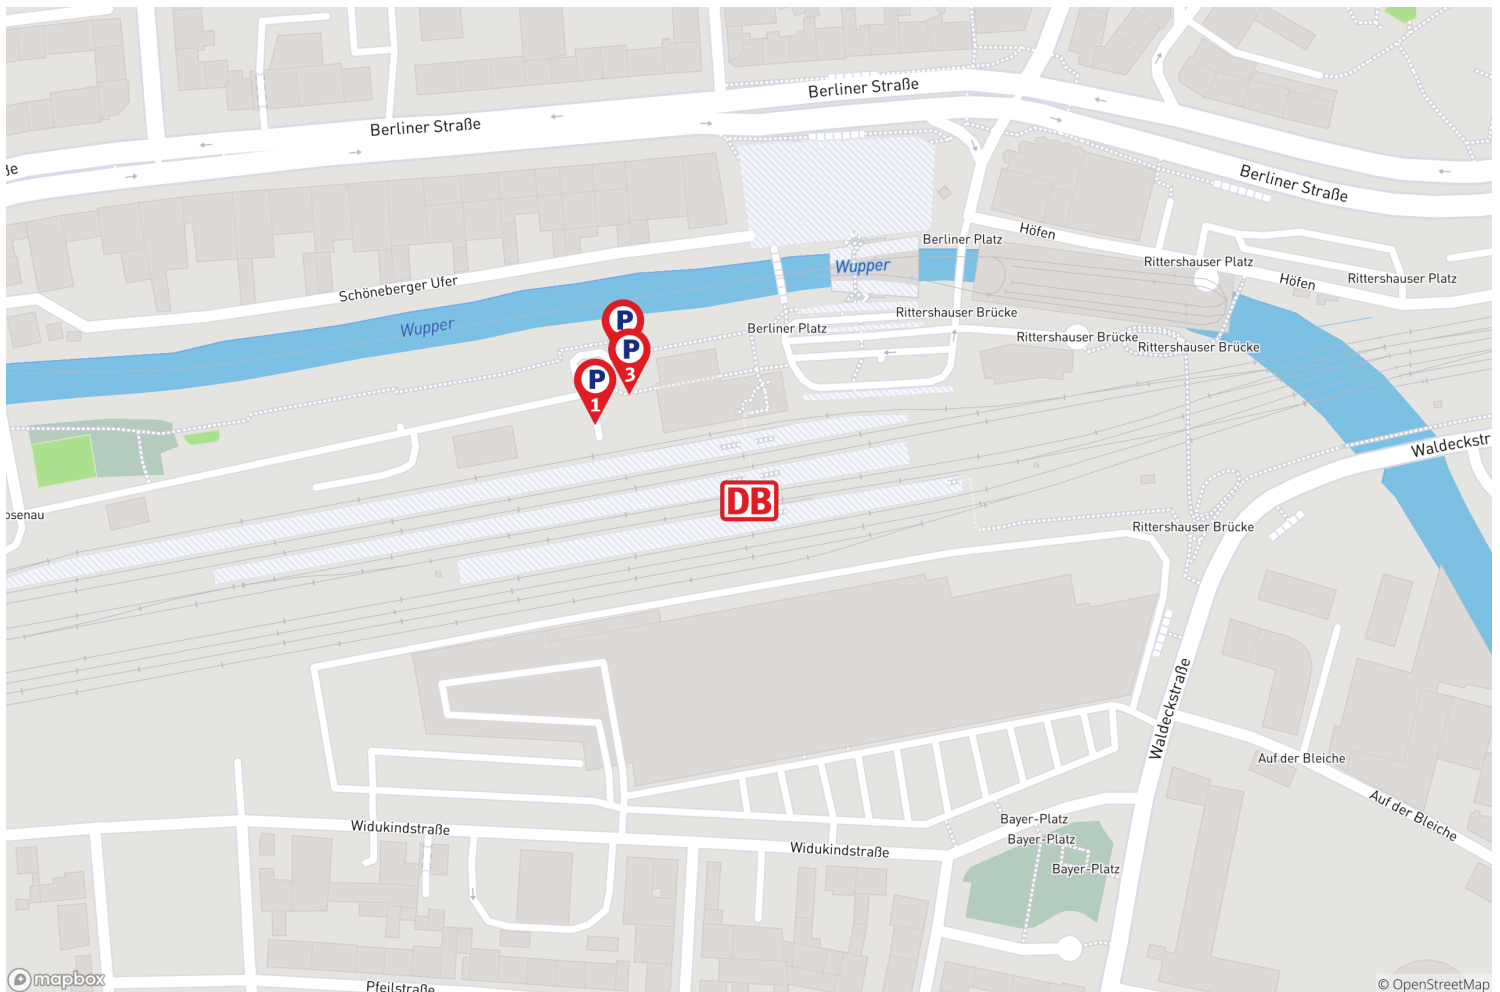 Berliner Straße
Berliner Straße
ße
Berliner Straße
Höfen
Berliner Platz
Rittershauser Platz
Wupper
Höfen
Rittershauser Platz
Schöneberger Ufer
Rittershauser Brücke
P
Wupper
Berliner Platz
Rittershauser Brücke
Rittershauser Brücke
P
3
P
1
Waldeckstr
DB
osenau
Rittershauser Brücke
Waldeckstraße
Auf der Bleiche
Auf der Bleiche
Bayer-Platz
Widukindstraße
Bayer-Platz
Widukindstraße
Bayer-Platz
mapbox
Pfeilstraße
© OpenStreetMap